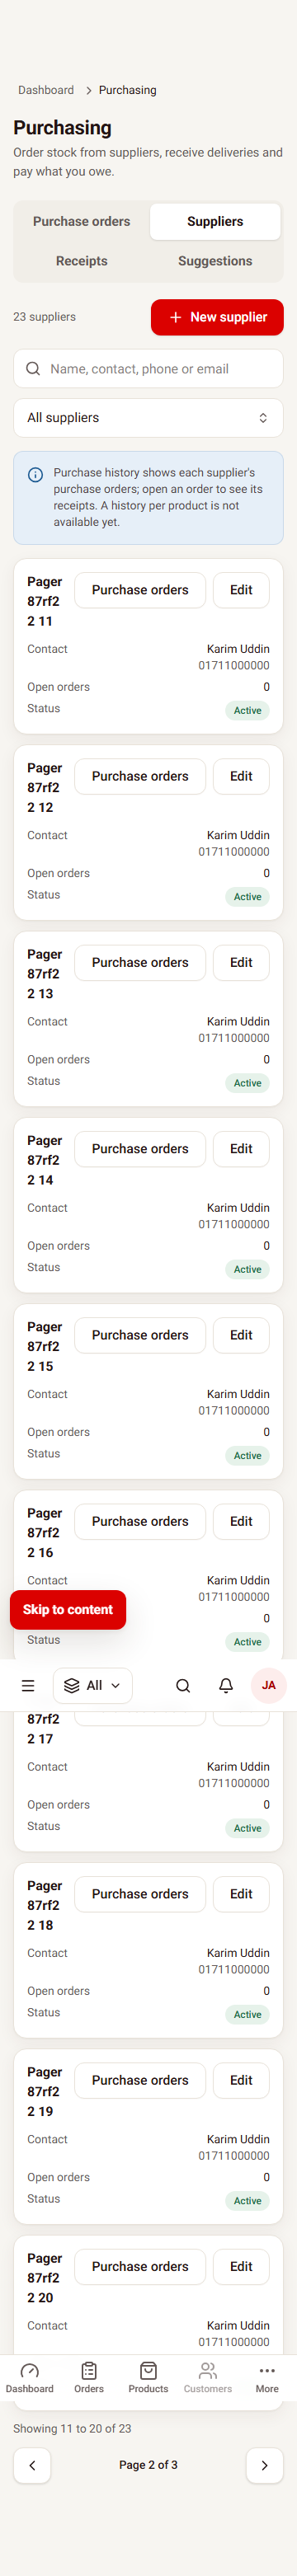 Dashboard > Purchasing
Purchasing
Order stock from suppliers, receive deliveries and
pay what you owe.
Purchase orders Suppliers
Receipts Suggestions
23 suppliers + New supplier
Name, contact, phone or email
All suppliers
Purchase history shows each supplier's
purchase orders; open an order to see its
receipts. A history per product is not
available yet.
Pager Purchase orders Edit
87rf2
2 11
Contact Karim Uddin
01711000000
Open orders 0
Status Active
Pager Purchase orders Edit
87rf2
2 12
Contact Karim Uddin
01711000000
Open orders 0
Status Active
Pager Purchase orders Edit
87rf2
2 13
Contact Karim Uddin
01711000000
Open orders 0
Status Active
Pager Purchase orders Edit
87rf2
2 14
Contact Karim Uddin
01711000000
Open orders 0
Status Active
Pager Purchase orders Edit
87rf2
2 15
Contact Karim Uddin
01711000000
Open orders 0
Status Active
Pager Purchase orders Edit
87rf2
2 16
Contact Karim Uddin
01711000000
Skip to content 0
Status Active
All JA
87rf2
2 17
Contact Karim Uddin
01711000000
Open orders 0
Status Active
Pager Purchase orders Edit
87rf2
2 18
Contact Karim Uddin
01711000000
Open orders 0
Status Active
Pager Purchase orders Edit
87rf2
2 19
Contact Karim Uddin
01711000000
Open orders 0
Status Active
Pager Purchase orders Edit
87rf2
2 20
Contact Karim Uddin
01711000000
Dashboard Orders Products Customers More
Showing 11 to 20 of 23
Page 2 of 3